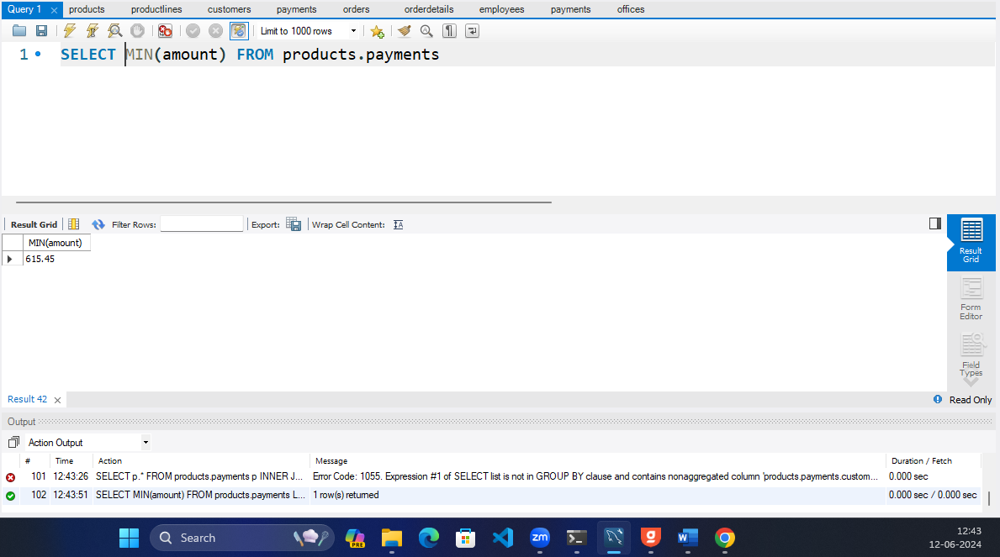 Query 1 products productlines customers payments orders orderdetails employees payments offices
Limit to 1000 rows
1 SELECT MIN(amount) FROM products.payments
Result Grid Filter Rows: Export: Wrap Cell Content:
MIN(amount)
615.45
Result
Grid
Form
Editor
Field
Types
Result 42 Read Only
Output
Action Output
# Time Action Message Duration / Fetch
101 12:43:26 SELECT p.* FROM products.payments p INNER J... Error Code: 1055. Expression #1 of SELECT list is not in GROUP BY clause and contains nonaggregated column 'products.payments.custom... 0.000 sec
102 12:43:51 SELECT MIN(amount) FROM products.payments L... 1 row(s) returned 0.000 sec / 0.000 sec
Search PRE zm g W 12:43
12-06-2024